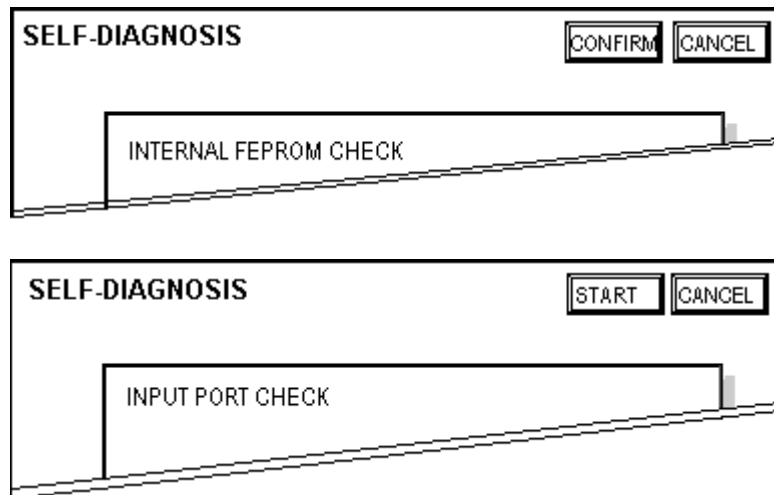 SELF-DIAGNOSIS CONFIRM CANCEL
INTERNAL FEPROM CHECK
SELF-DIAGNOSIS START CANCEL
INPUT PORT CHECK